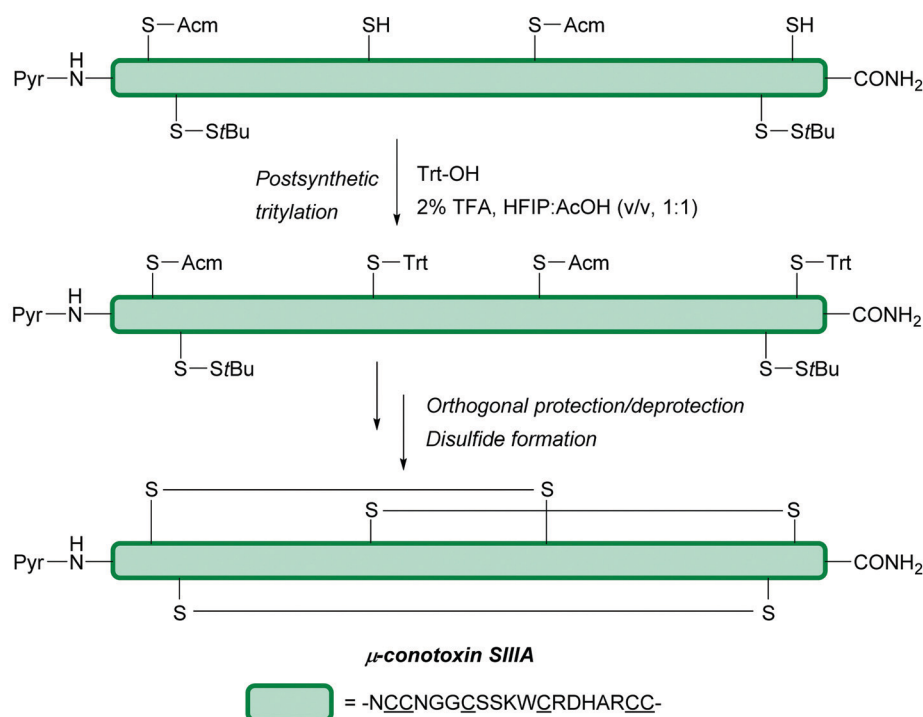 S—Acm SH S—Acm SH
Pyr—N
H
CONH₂
S—StBu S—StBu
Postsynthetic
tritylation
Trt-OH
2% TFA, HFIP:AcOH (v/v, 1:1)
S—Acm S—Trt S—Acm S—Trt
Pyr—N
H
CONH₂
S—StBu S—StBu
Orthogonal protection/deprotection
Disulfide formation
S S
S S
Pyr—N
H
CONH₂
S S
μ-conotoxin SIIIA
= -NCCNGGCSSKWCRDHARCC-